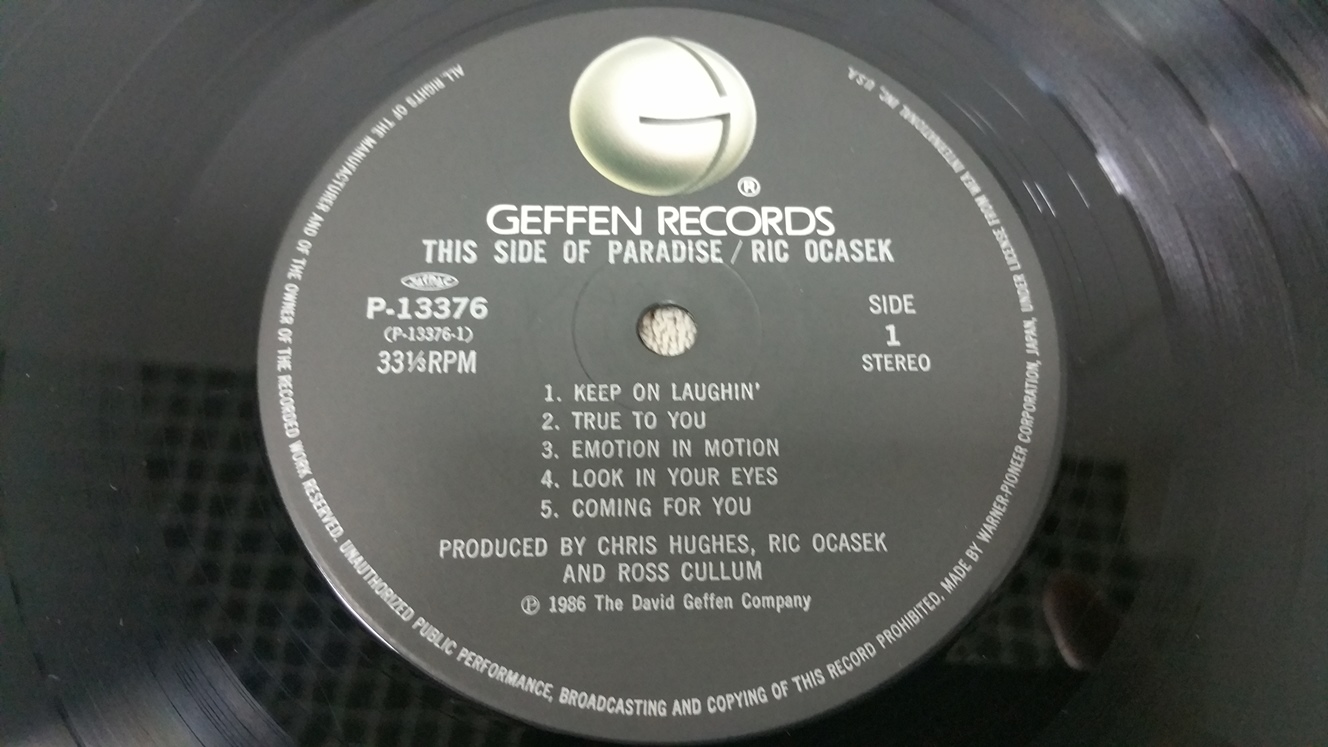 ®
GEFFEN RECORDS
THIS SIDE OF PARADISE / RIC OCASEK
P-13376
(P-13376-1)
33⅓RPM
SIDE
1
STEREO
1. KEEP ON LAUGHIN'
2. TRUE TO YOU
3. EMOTION IN MOTION
4. LOOK IN YOUR EYES
5. COMING FOR YOU
PRODUCED BY CHRIS HUGHES, RIC OCASEK
AND ROSS CULLUM
℗ 1986 The David Geffen Company
ALL RIGHTS OF THE MANUFACTURER AND OF THE OWNER OF THE RECORDED WORK RESERVED. UNAUTHORIZED PUBLIC PERFORMANCE, BROADCASTING AND COPYING OF THIS RECORD PROHIBITED. MADE BY WARNER-PIONEER CORPORATION, JAPAN, UNDER LICENSE FROM WEA INTERNATIONAL INC., U.S.A.